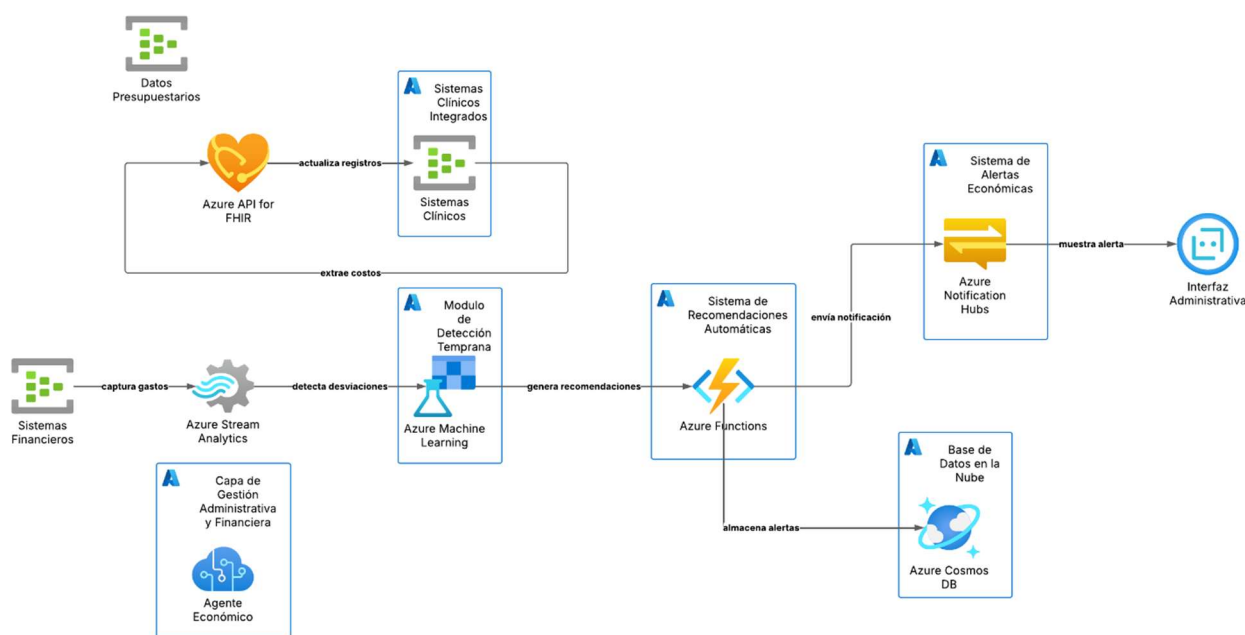 Datos
Presupuestarios
Sistemas
Clínicos
Integrados
Azure API for
FHIR
actualiza registros
Sistemas
Clínicos
extrae costos
Sistemas
Financieros
captura gastos
Azure Stream
Analytics
detecta desviaciones
Modulo
de
Detección
Temprana
Azure Machine
Learning
genera recomendaciones
Sistema de
Recomendaciones
Automáticas
Azure Functions
envía notificación
Sistema de
Alertas
Económicas
Azure
Notification
Hubs
muestra alerta
Interfaz
Administrativa
almacena alertas
Base de
Datos en la
Nube
Azure Cosmos
DB
Capa de
Gestión
Administrativa
y Financiera
Agente
Económico